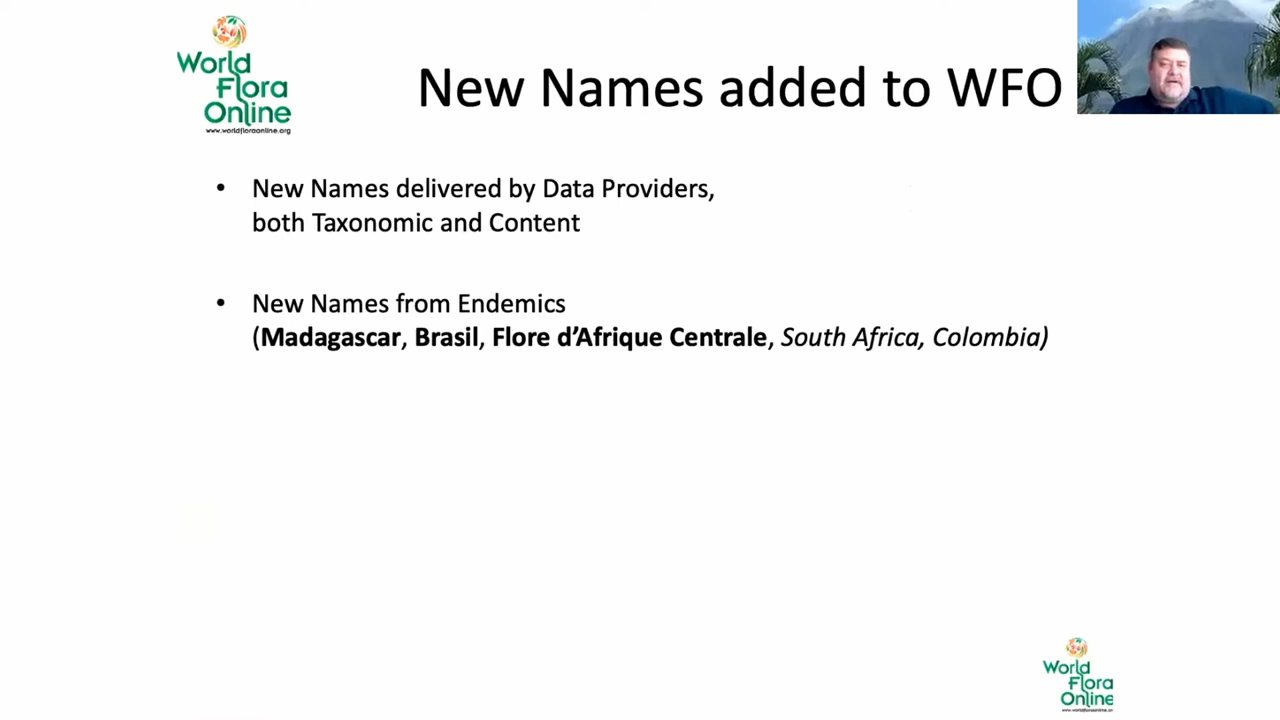 World
Flora
Online
www.worldfloraonline.org
New Names added to WFO
• New Names delivered by Data Providers,
both Taxonomic and Content
• New Names from Endemics
(Madagascar, Brasil, Flore d’Afrique Centrale, South Africa, Colombia)
World
Flora
Online